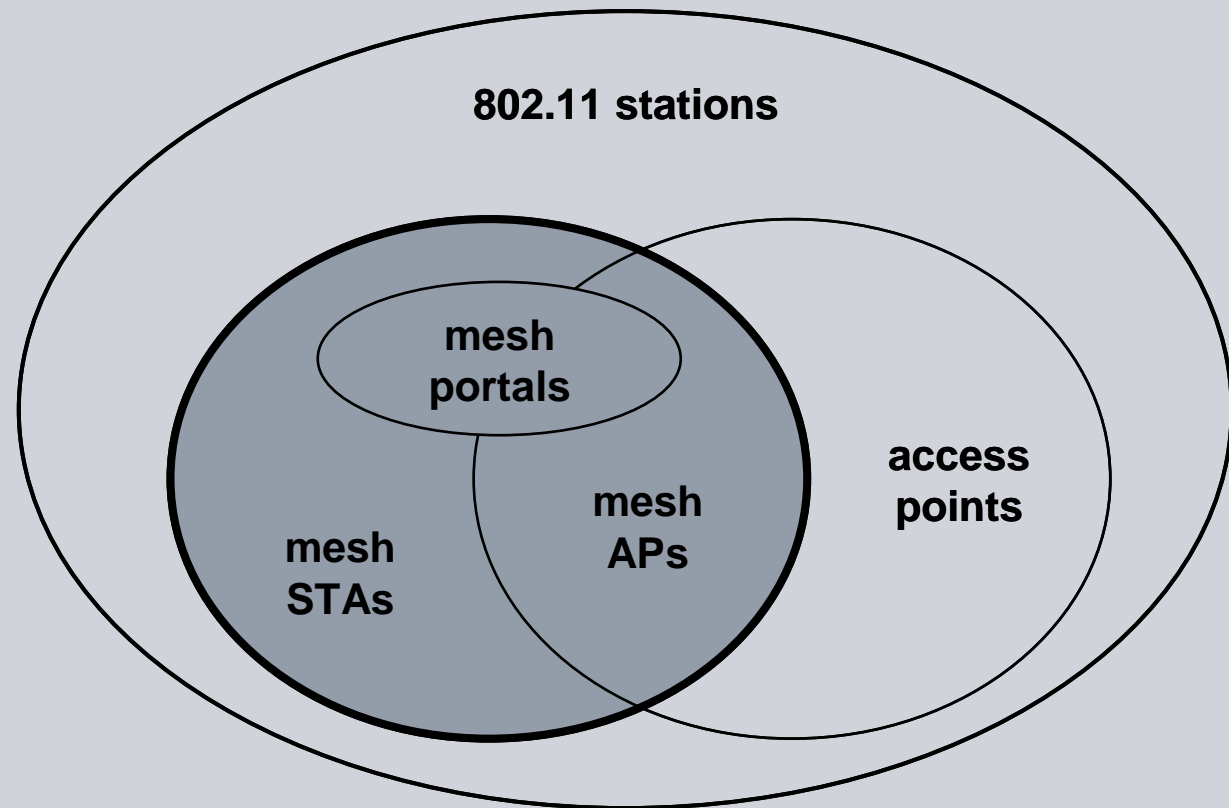 802.11 stations
mesh
portals
access
points
mesh
APs
mesh
STAs